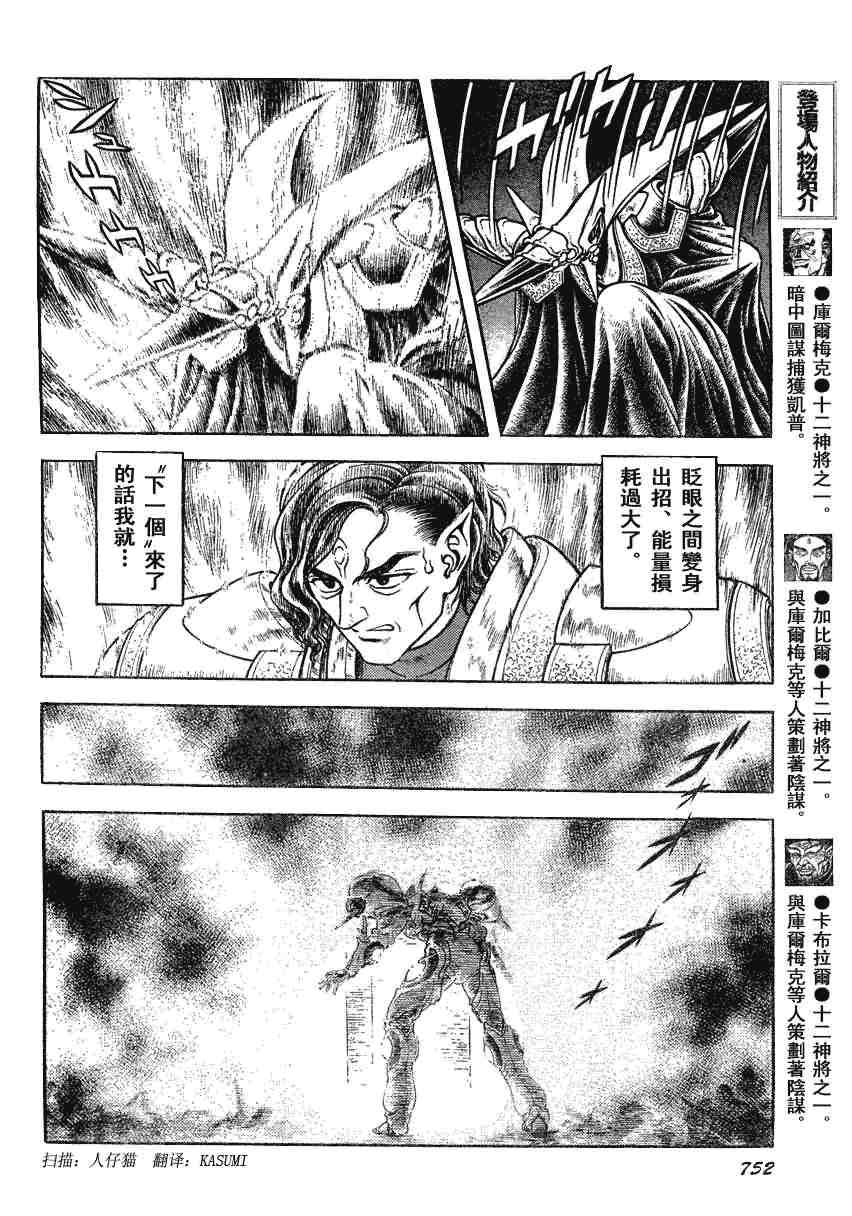 登場人物紹介
●庫爾梅克●十二神將之一。
暗中圖謀捕獲凱普。
●加比爾●十二神將之一。
與庫爾梅克等人策劃著陰謀。
●卡布拉爾●十二神將之一。
與庫爾梅克等人策劃著陰謀。
眨眼之間變身
出招、能量損
耗過大了。
〝下一個〞來了
的話我就…
扫描：人仔猫　翻译：KASUMI
752